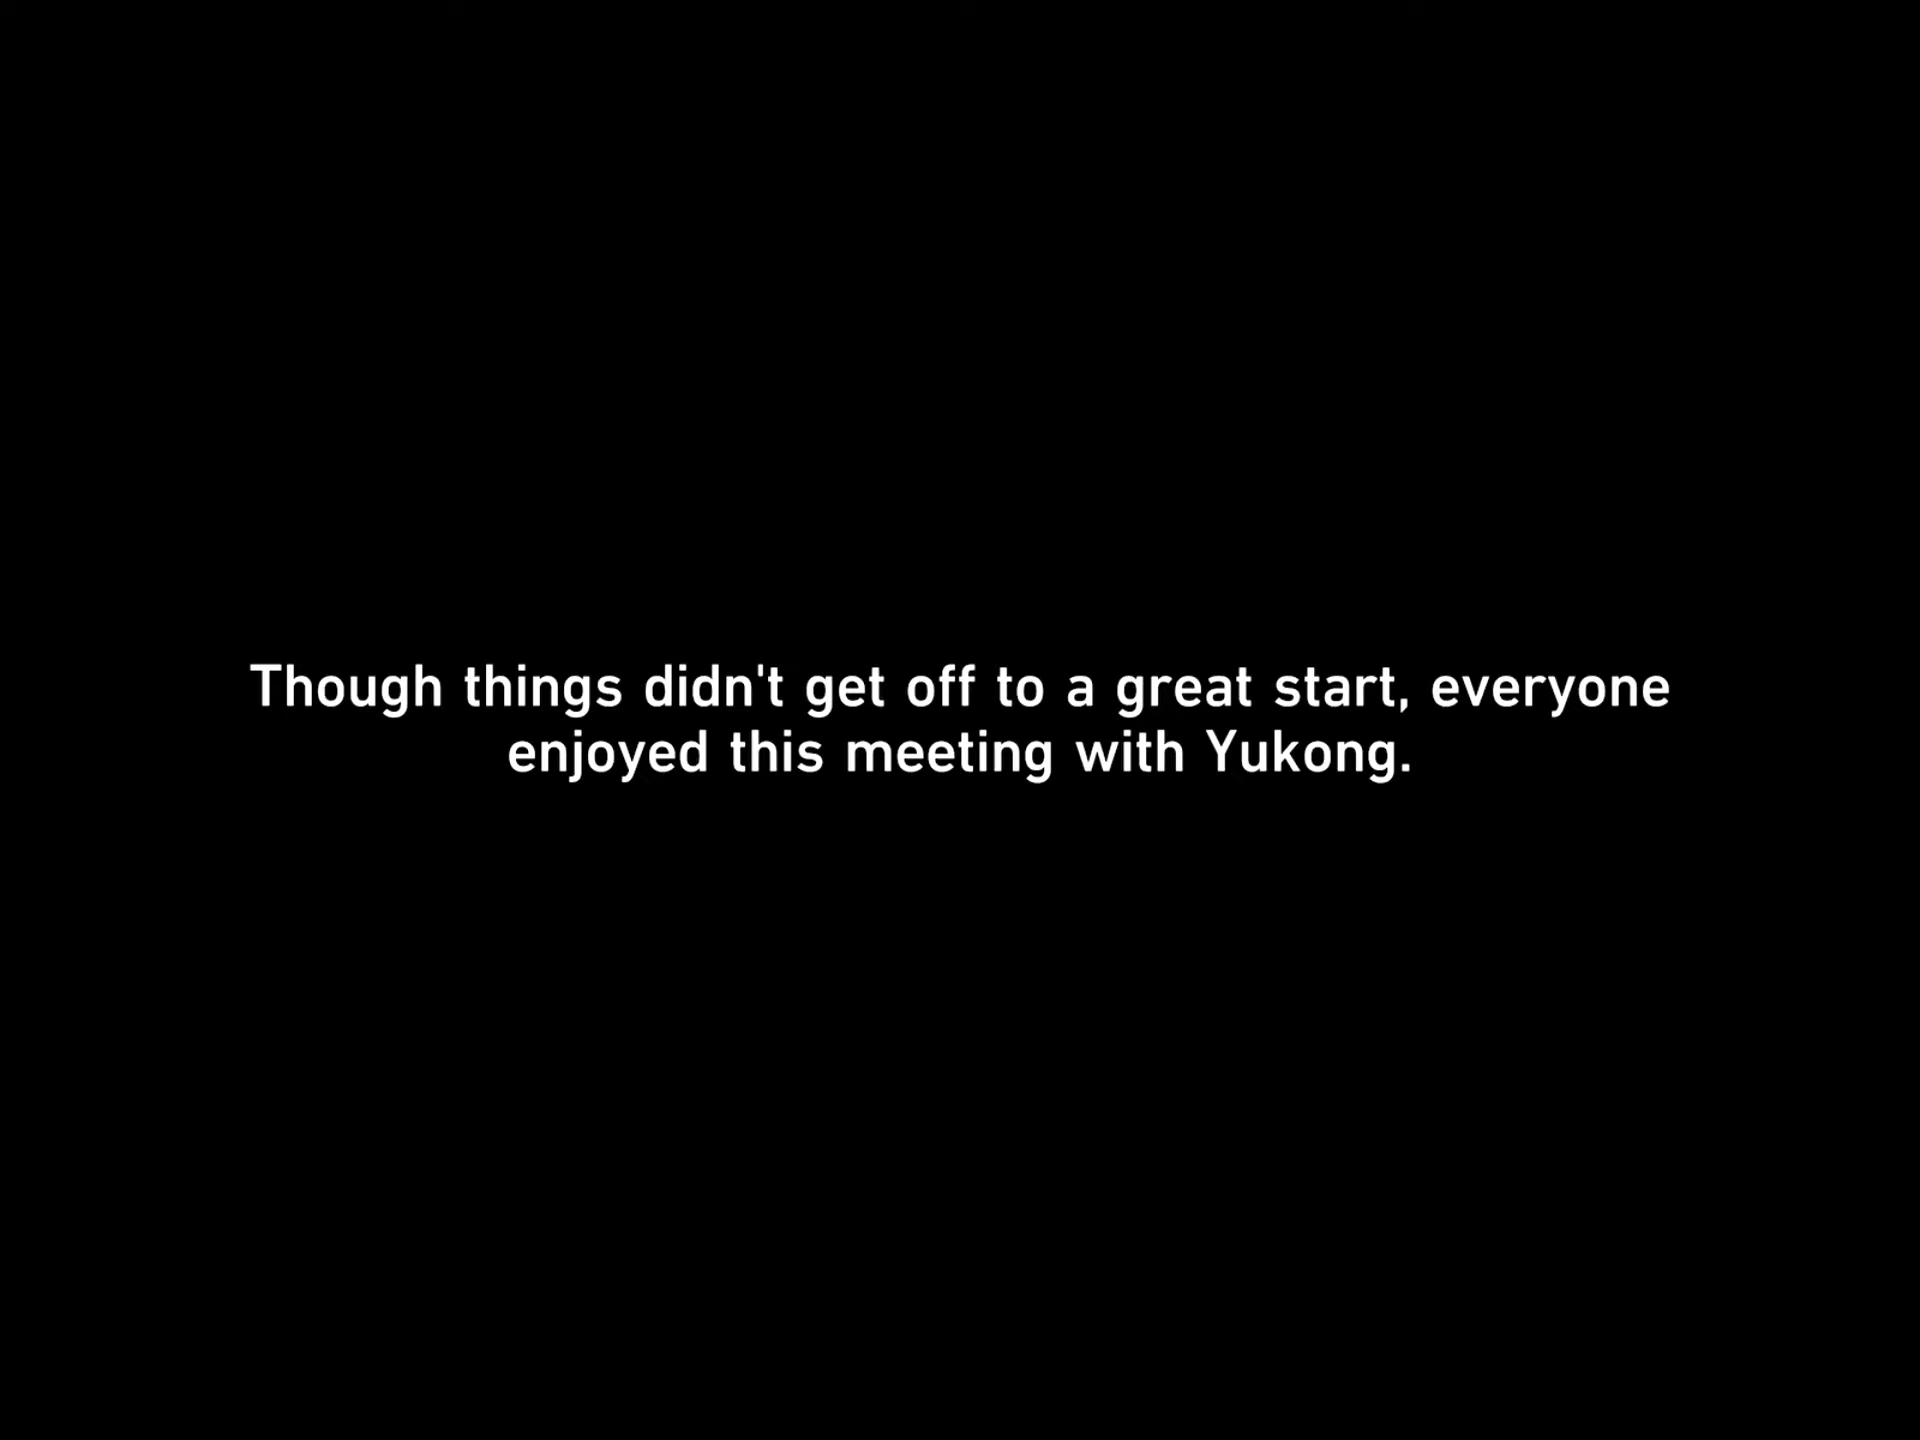 Though things didn't get off to a great start, everyone
enjoyed this meeting with Yukong.